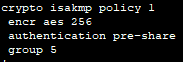 crypto isakmp policy 1
 encr aes 256
 authentication pre-share
 group 5